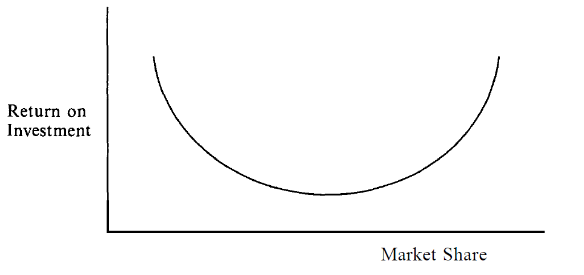 Return on
Investment
Market Share